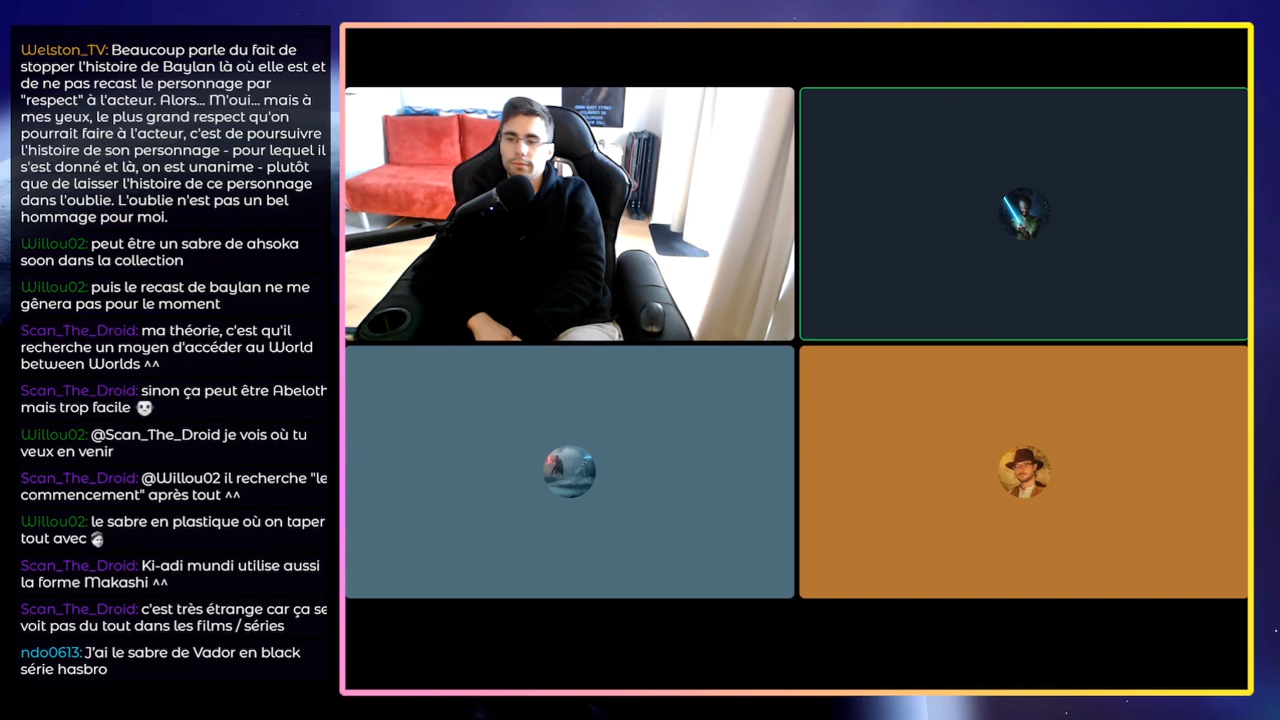 Welston_TV: Beaucoup parle du fait de
stopper l'histoire de Baylan là où elle est et
de ne pas recast le personnage par
"respect" à l'acteur. Alors... M'oui... mais à
mes yeux, le plus grand respect qu'on
pourrait faire à l'acteur, c'est de poursuivre
l'histoire de son personnage - pour lequel il
s'est donné et là, on est unanime - plutôt
que de laisser l'histoire de ce personnage
dans l'oublie. L'oublie n'est pas un bel
hommage pour moi.
Willou02: peut être un sabre de ahsoka
soon dans la collection
Willou02: puis le recast de baylan ne me
gênera pas pour le moment
Scan_The_Droid: ma théorie, c'est qu'il
recherche un moyen d'accéder au World
between Worlds ^^
Scan_The_Droid: sinon ça peut être Abeloth
mais trop facile
Willou02: @Scan_The_Droid je vois où tu
veux en venir
Scan_The_Droid: @Willou02 il recherche "le
commencement" après tout ^^
Willou02: le sabre en plastique où on taper
tout avec
Scan_The_Droid: Ki-adi mundi utilise aussi
la forme Makashi ^^
Scan_The_Droid: c'est très étrange car ça se
voit pas du tout dans les films / séries
ndo0613: J'ai le sabre de Vador en black
série hasbro